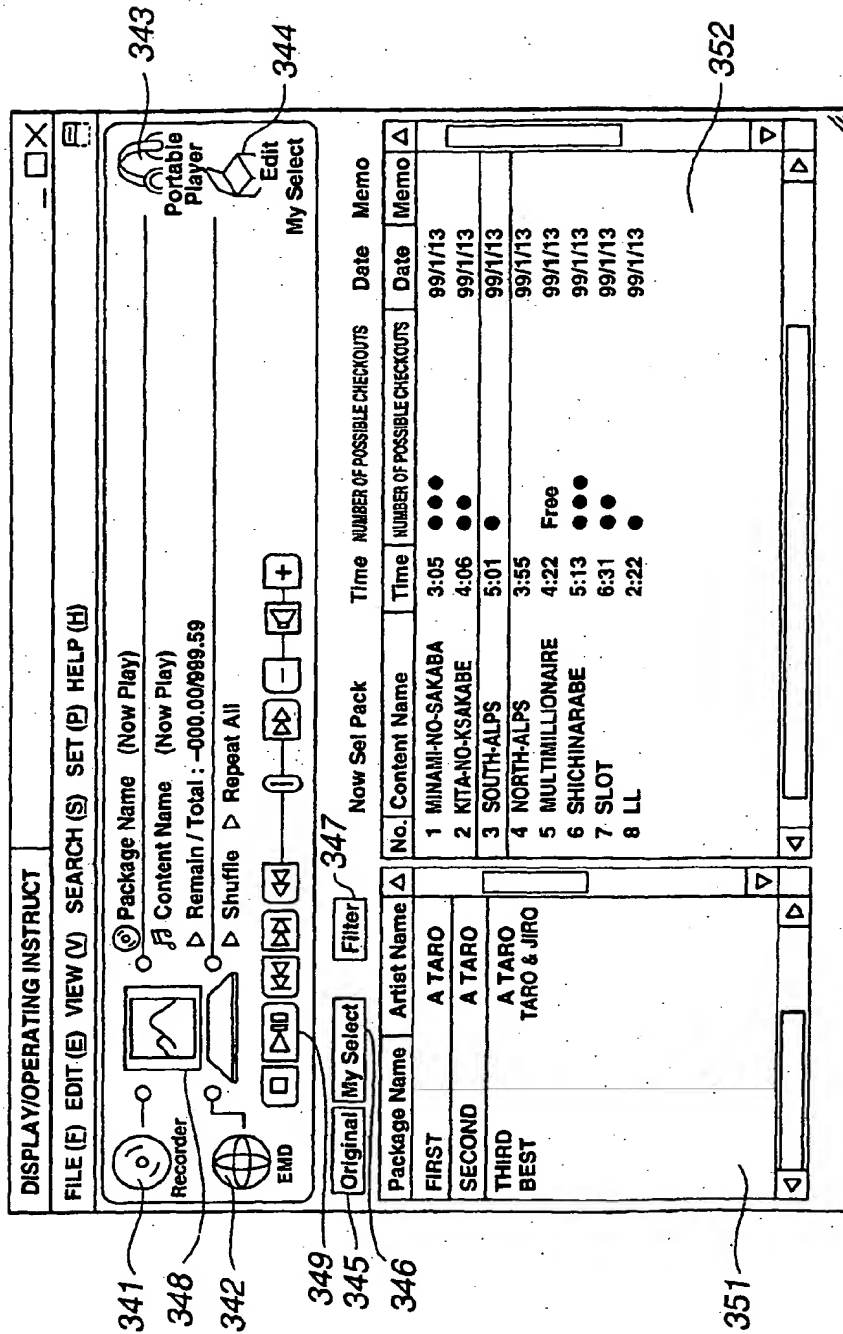 DISPLAY/OPERATING INSTRUCT
FILE (F) EDIT (E) VIEW (V) SEARCH (S) SET (P) HELP (H)
341
Recorder
348
342
EMD
Package Name (Now Play)
Content Name (Now Play)
Remain / Total : -000.00/999.59
Shuffle Repeat All
343
Portable
Player
344
Edit
My Select
349
- +
345
Original
346
My Select
Filter
347
Now Sel Pack Time NUMBER OF POSSIBLE CHECKOUTS Date Memo
Package Name Artist Name
FIRST A TARO
SECOND A TARO
THIRD A TARO
BEST TARO & JIRO
351
No. Content Name Time NUMBER OF POSSIBLE CHECKOUTS Date Memo
1 MINAMI-NO-SAKABA 3:05 ●●● 99/1/13
2 KITA-NO-KSAKABE 4:06 ●● 99/1/13
3 SOUTH-ALPS 5:01 ● 99/1/13
4 NORTH-ALPS 3:55 99/1/13
5 MULTIMILLIONAIRE 4:22 Free 99/1/13
6 SHICHINARABE 5:13 ●●● 99/1/13
7 SLOT 6:31 ●● 99/1/13
8 LL 2:22 ● 99/1/13
352